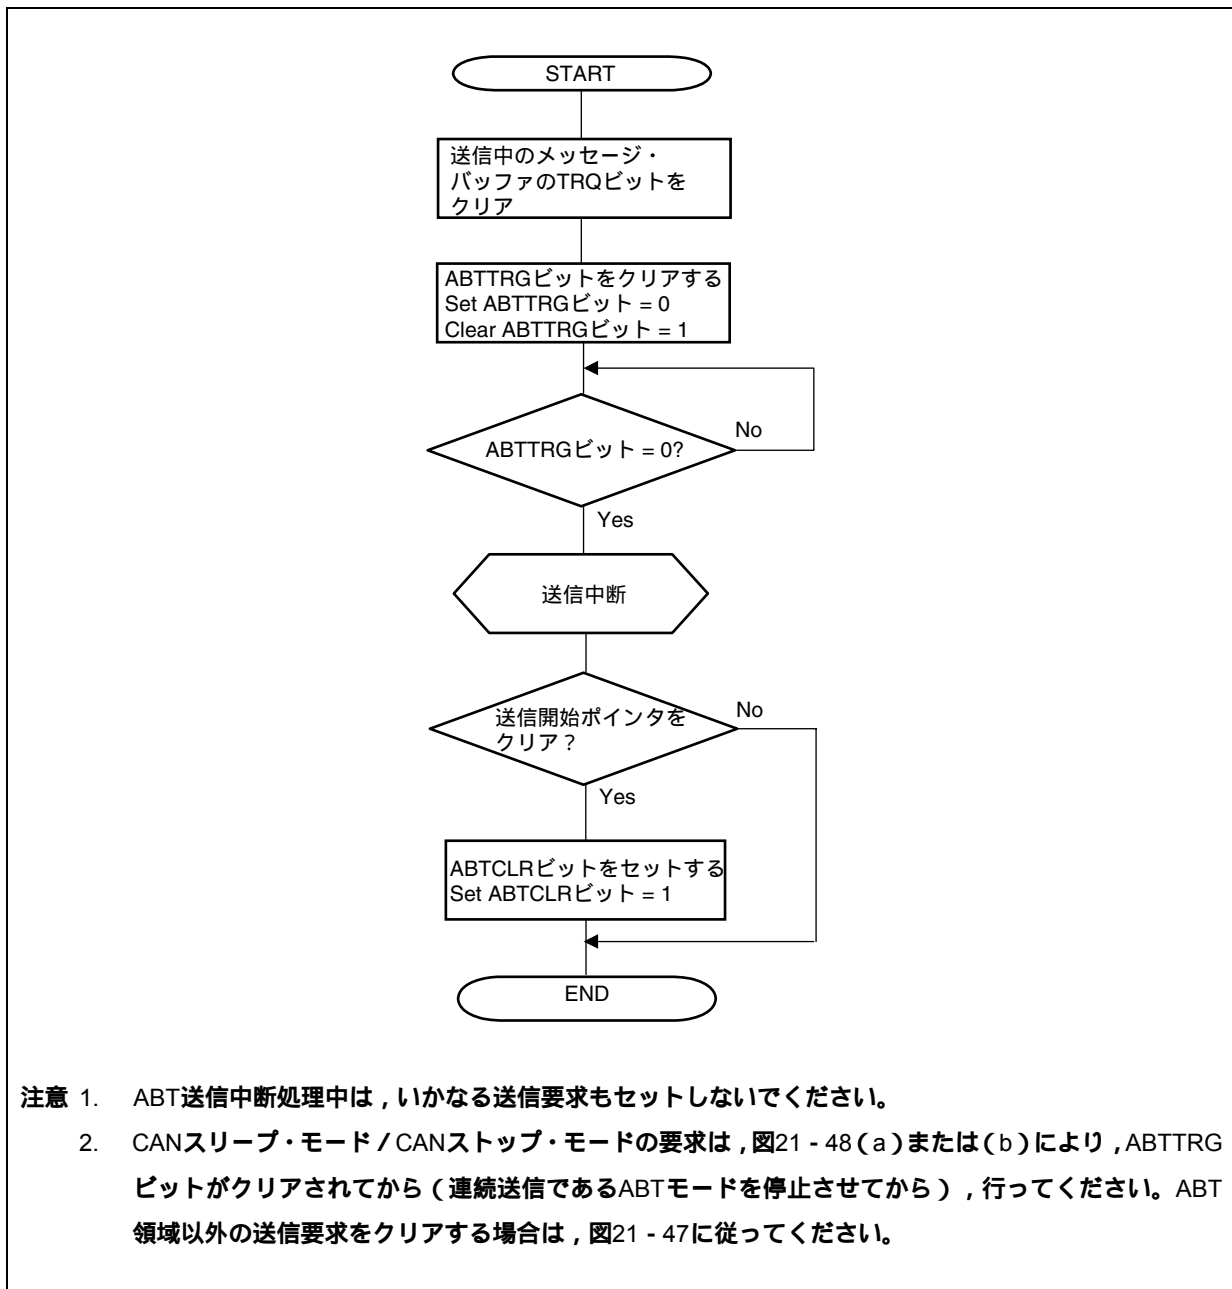 START
送信中のメッセージ・
バッファのTRQビットを
クリア
ABTTRGビットをクリアする
Set ABTTRGビット = 0
Clear ABTTRGビット = 1
ABTTRGビット = 0?
No
Yes
送信中断
送信開始ポインタを
クリア？
No
Yes
ABTCLRビットをセットする
Set ABTCLRビット = 1
END
注意 1. ABT送信中断処理中は，いかなる送信要求もセットしないでください。
2. CANスリープ・モード／CANストップ・モードの要求は，図21 - 48（a）または（b）により，ABTTRG
ビットがクリアされてから（連続送信であるABTモードを停止させてから），行ってください。ABT
領域以外の送信要求をクリアする場合は，図21 - 47に従ってください。